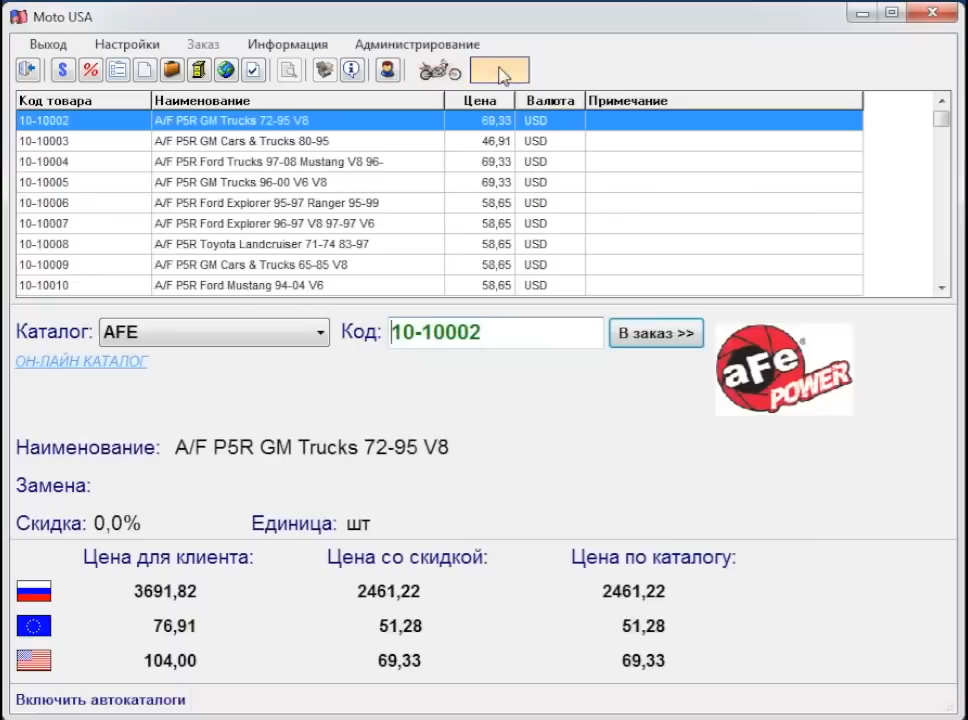 Moto USA
Выход Настройки Заказ Информация Администрирование
$ %
Код товара Наименование Цена Валюта Примечание
10-10002 A/F P5R GM Trucks 72-95 V8 69,33 USD
10-10003 A/F P5R GM Cars & Trucks 80-95 46,91 USD
10-10004 A/F P5R Ford Trucks 97-08 Mustang V8 96- 69,33 USD
10-10005 A/F P5R GM Trucks 96-00 V6 V8 69,33 USD
10-10006 A/F P5R Ford Explorer 95-97 Ranger 95-99 58,65 USD
10-10007 A/F P5R Ford Explorer 96-97 V8 97-97 V6 58,65 USD
10-10008 A/F P5R Toyota Landcruiser 71-74 83-97 58,65 USD
10-10009 A/F P5R GM Cars & Trucks 65-85 V8 58,65 USD
10-10010 A/F P5R Ford Mustang 94-04 V6 58,65 USD
Каталог: AFE Код: 10-10002 В заказ >>
ОН-ЛАЙН КАТАЛОГ
aFe® POWER
Наименование: A/F P5R GM Trucks 72-95 V8
Замена:
Скидка: 0,0% Единица: шт
Цена для клиента: Цена со скидкой: Цена по каталогу:
3691,82 2461,22 2461,22
76,91 51,28 51,28
104,00 69,33 69,33
Включить автокаталоги